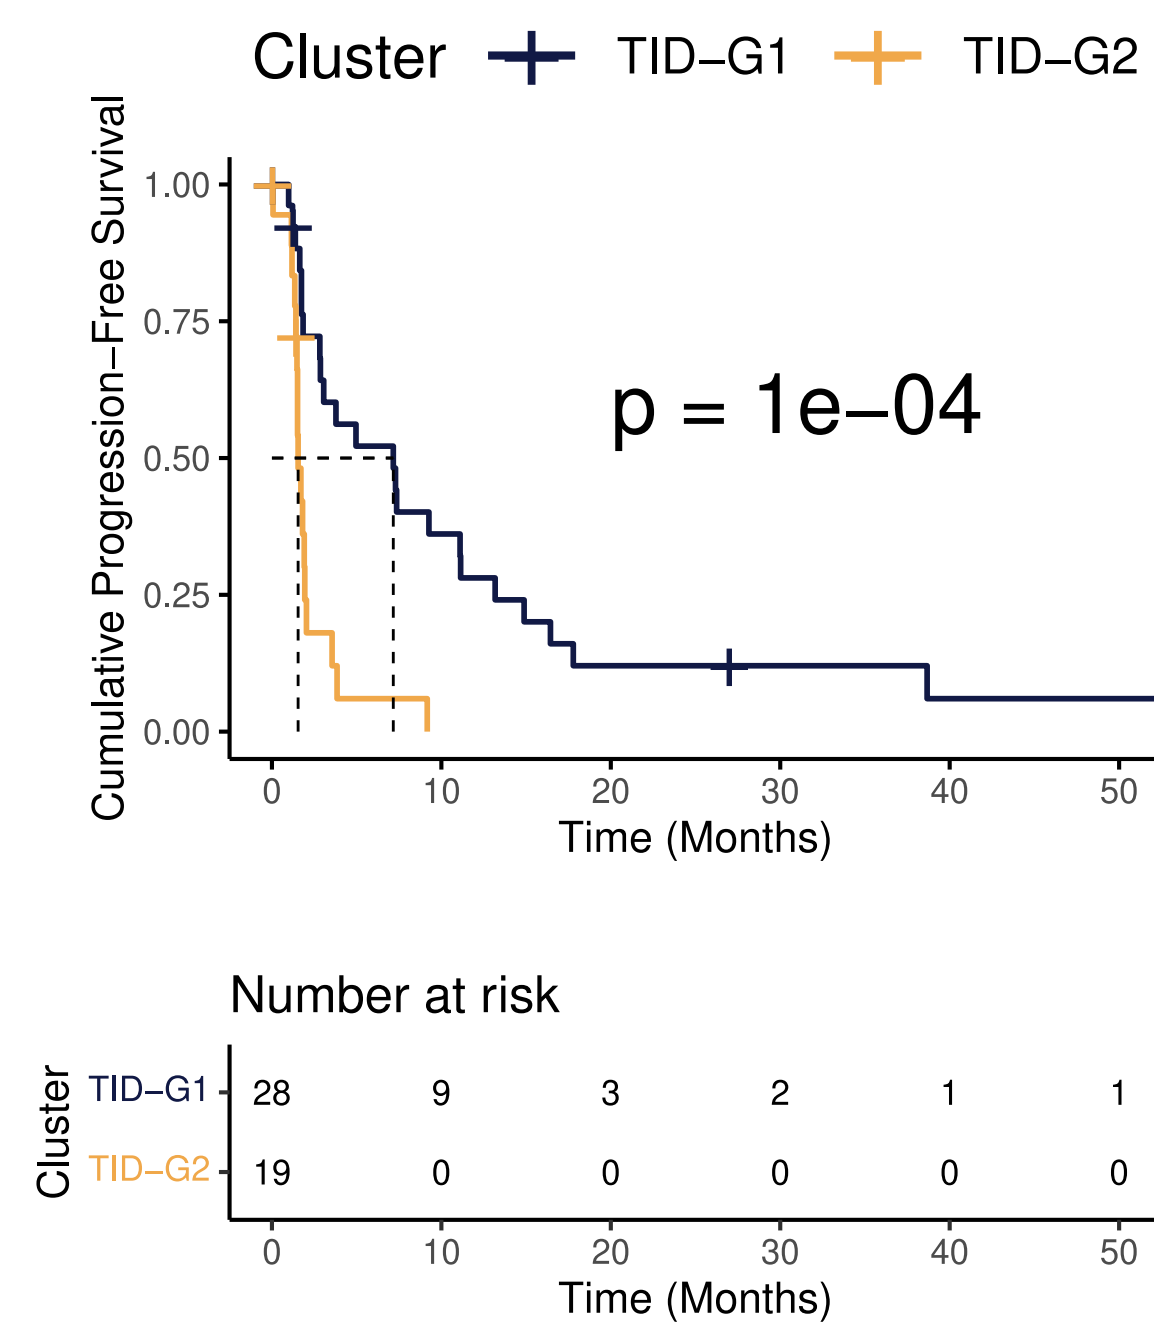 Cluster TID−G1 TID−G2
Cumulative Progression−Free Survival
1.00
0.75
0.50
0.25
0.00
p = 1e−04
0 10 20 30 40 50
Time (Months)
Number at risk
Cluster
TID−G1 28 9 3 2 1 1
TID−G2 19 0 0 0 0 0
0 10 20 30 40 50
Time (Months)